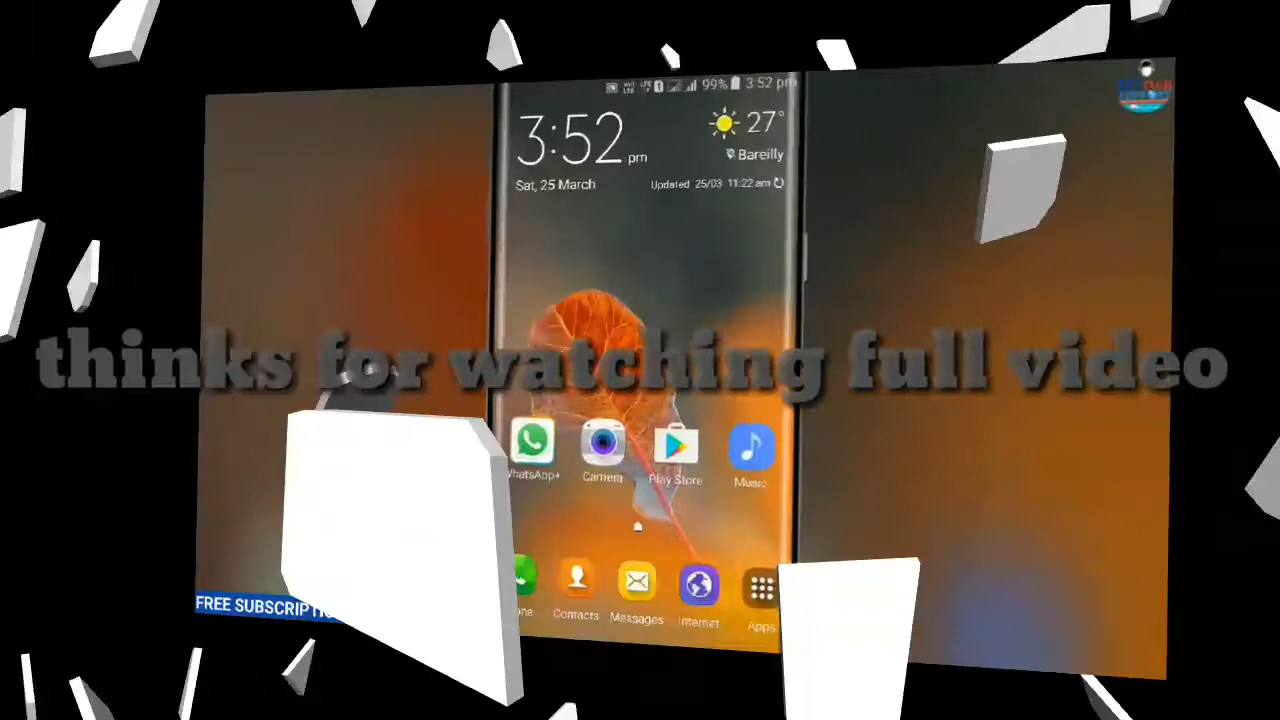 99% 3:52 pm
3:52 pm
27°
Bareilly
Sat, 25 March
Updated 25/03 11:22 am
thinks for watching full video
WhatsApp+ Camera Play Store Music
Contacts Messages Internet Apps
FREE SUBSCRIPTIO